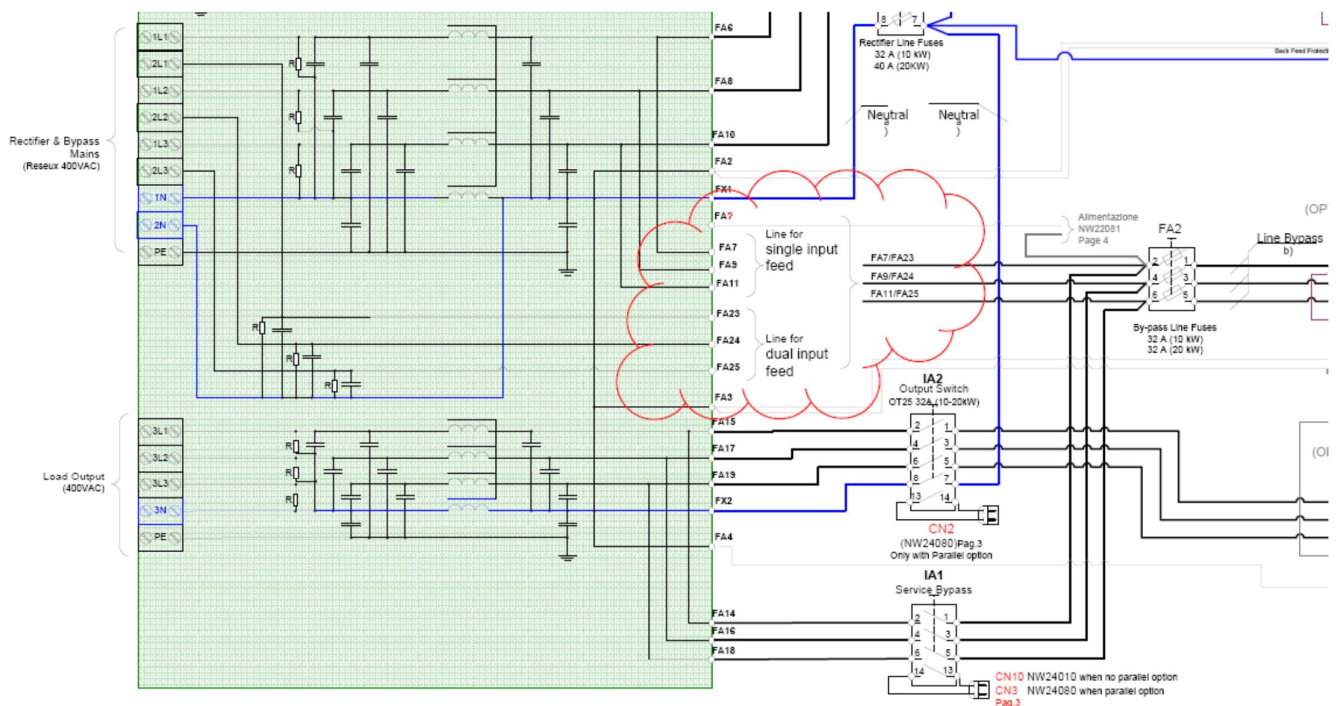 1L1
2L1
1L2
2L2
1L3
2L3
1N
2N
PE
Rectifier & Bypass
Mains
(Reseux 400VAC)
R
R
R
R
R
R
FA6
FA8
FA10
FA2
FX1
FA?
FA7
FA9
FA11
FA23
FA24
FA25
FA3
FA15
FA17
FA19
FX2
FA4
FA14
FA16
FA18
Line for
single input
feed
Line for
dual input
feed
8 7
Rectifier Line Fuses
32 A (10 kW)
40 A (20KW)
Neutral
a
)
Neutral
a
)
Back Feed Protecti
FA7/FA23
FA9/FA24
FA11/FA25
Alimentazione
NW22081
Page 4
FA2
2 1
4 3
6 5
Line Bypass
b)
(OP
By-pass Line Fuses
32 A (10 kW)
32 A (20 kW)
3L1
3L2
3L3
3N
PE
Load Output
(400VAC)
R
R
R
IA2
Output Switch
OT25 32A (10-20kW)
2 1
4 3
6 5
8 7
13 14
CN2
(NW24080)Pag.3
Only with Parallel option
IA1
Service Bypass
2 1
4 3
6 5
14 13
CN10 NW24010 when no parallel option
CN3 NW24080 when parallel option
Pag.3